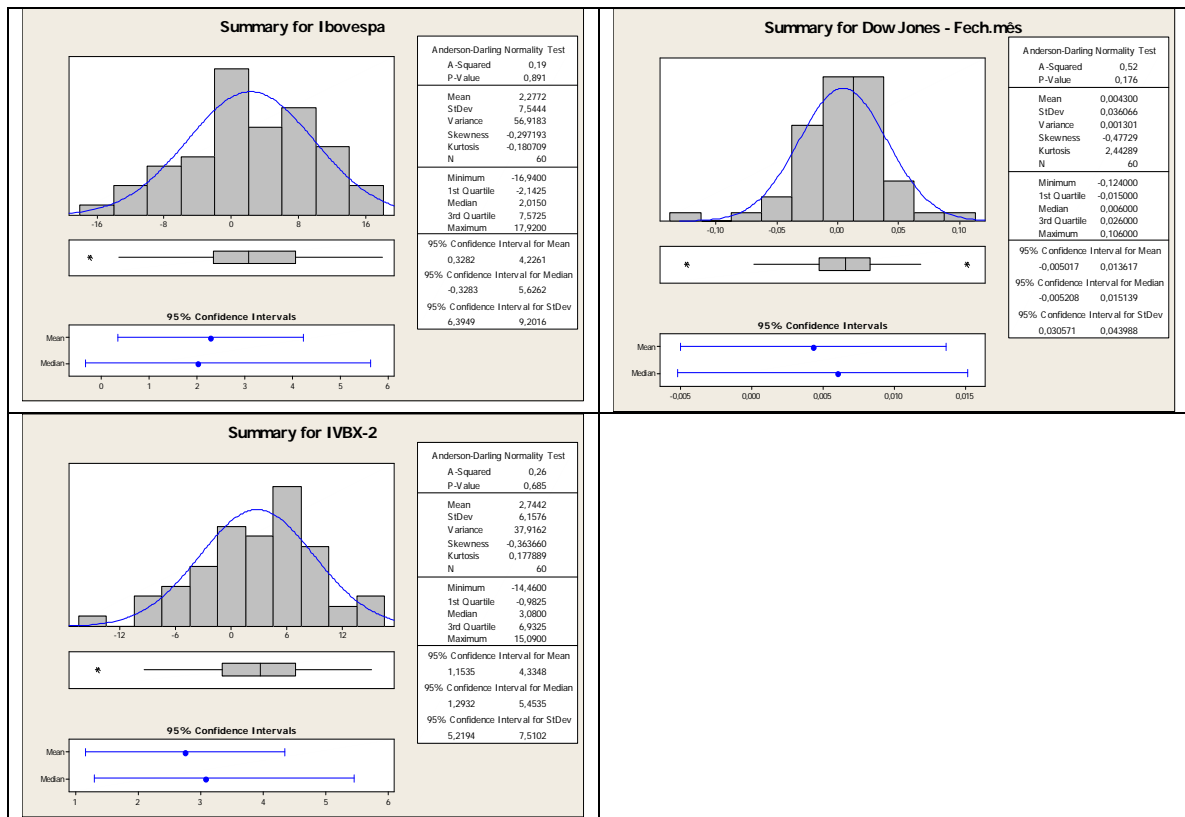 Summary for Ibovespa
Anderson-Darling Normality Test
A-Squared 0,19
P-Value 0,891
Mean 2,2772
StDev 7,5444
Variance 56,9183
Skewness -0,297193
Kurtosis -0,180709
N 60
Minimum -16,9400
1st Quartile -2,1425
Median 2,0150
3rd Quartile 7,5725
Maximum 17,9200
95% Confidence Interval for Mean
0,3282 4,2261
95% Confidence Interval for Median
-0,3283 5,6262
95% Confidence Interval for StDev
6,3949 9,2016
-16 -8 0 8 16
*
95% Confidence Intervals
Mean
Median
0 1 2 3 4 5 6
Summary for Dow Jones - Fech.mês
Anderson-Darling Normality Test
A-Squared 0,52
P-Value 0,176
Mean 0,004300
StDev 0,036066
Variance 0,001301
Skewness -0,47729
Kurtosis 2,44289
N 60
Minimum -0,124000
1st Quartile -0,015000
Median 0,006000
3rd Quartile 0,026000
Maximum 0,106000
95% Confidence Interval for Mean
-0,005017 0,013617
95% Confidence Interval for Median
-0,005208 0,015139
95% Confidence Interval for StDev
0,030571 0,043988
-0,10 -0,05 0,00 0,05 0,10
* *
95% Confidence Intervals
Mean
Median
-0,005 0,000 0,005 0,010 0,015
Summary for IVBX-2
Anderson-Darling Normality Test
A-Squared 0,26
P-Value 0,685
Mean 2,7442
StDev 6,1576
Variance 37,9162
Skewness -0,363660
Kurtosis 0,177889
N 60
Minimum -14,4600
1st Quartile -0,9825
Median 3,0800
3rd Quartile 6,9325
Maximum 15,0900
95% Confidence Interval for Mean
1,1535 4,3348
95% Confidence Interval for Median
1,2932 5,4535
95% Confidence Interval for StDev
5,2194 7,5102
-12 -6 0 6 12
*
95% Confidence Intervals
Mean
Median
1 2 3 4 5 6